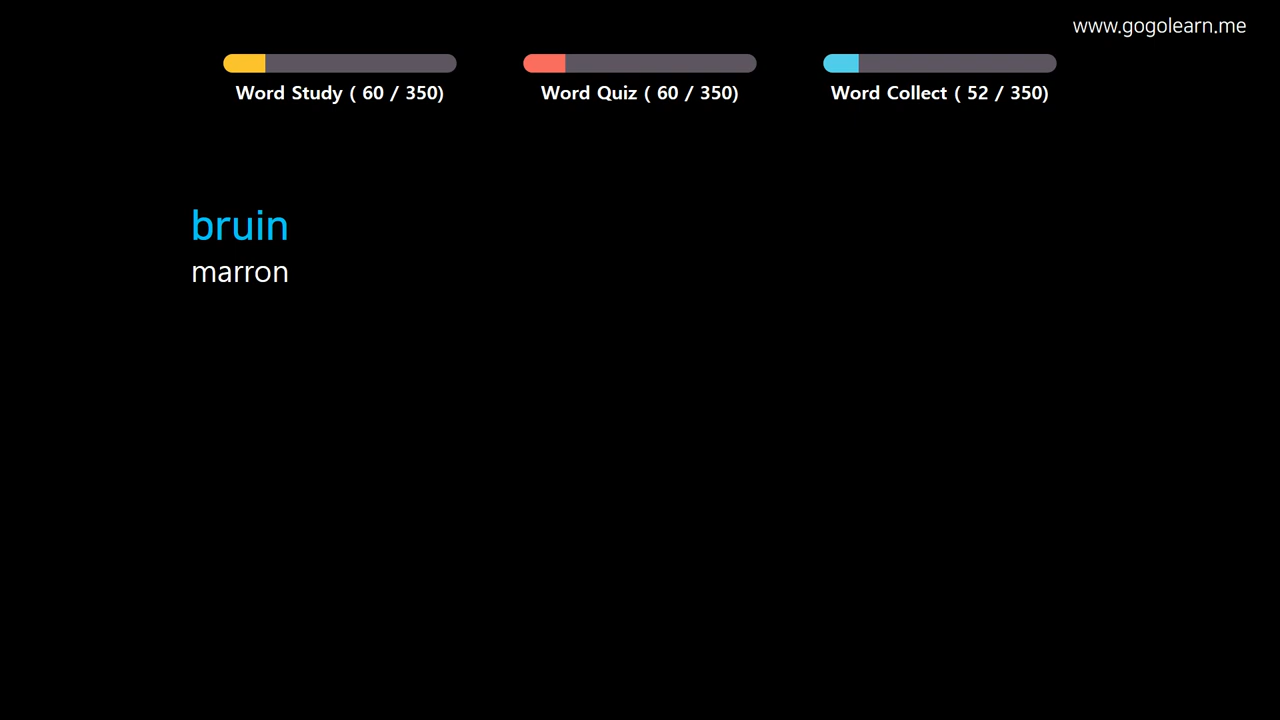 www.gogolearn.me
Word Study ( 60 / 350)
Word Quiz ( 60 / 350)
Word Collect ( 52 / 350)
bruin
marron